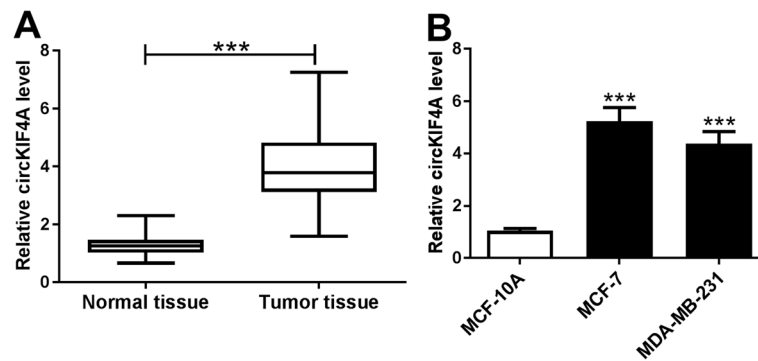 A
Relative circKIF4A level
8
6
4
2
0
***
Normal tissue
Tumor tissue
B
Relative circKIF4A level
8
6
4
2
0
***
***
MCF-10A
MCF-7
MDA-MB-231